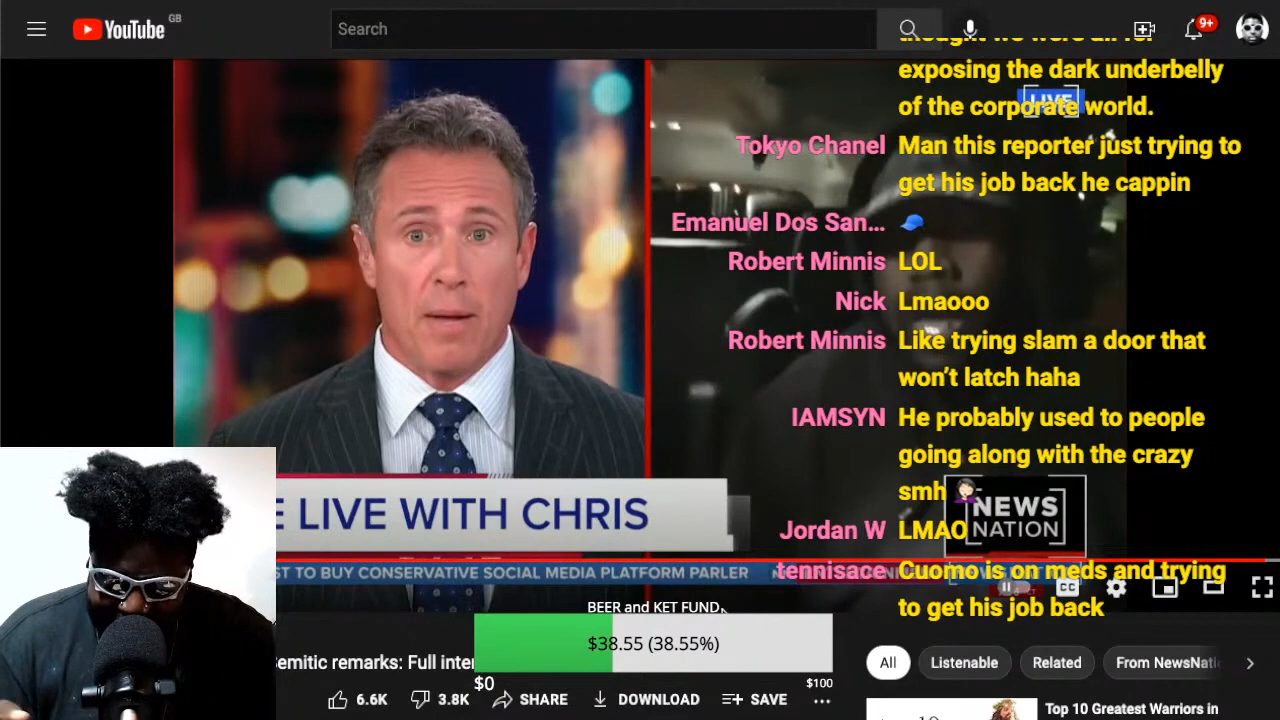 YouTube GB
Search
9+
exposing the dark underbelly
of the corporate world.
LIVE
Tokyo Chanel Man this reporter just trying to
get his job back he cappin
Emanuel Dos San...
Robert Minnis LOL
Nick Lmaooo
Robert Minnis Like trying slam a door that
won't latch haha
IAMSYN He probably used to people
going along with the crazy
smh
NEWS
NATION
E LIVE WITH CHRIS
Jordan W LMAO
ST TO BUY CONSERVATIVE SOCIAL MEDIA PLATFORM PARLER
tennisace Cuomo is on meds and trying
to get his job back
CC
BEER and KET FUND
$38.55 (38.55%)
$0
$100
emitic remarks: Full inter
6.6K 3.8K SHARE DOWNLOAD SAVE ...
All Listenable Related From NewsNati
Top 10 Greatest Warriors in